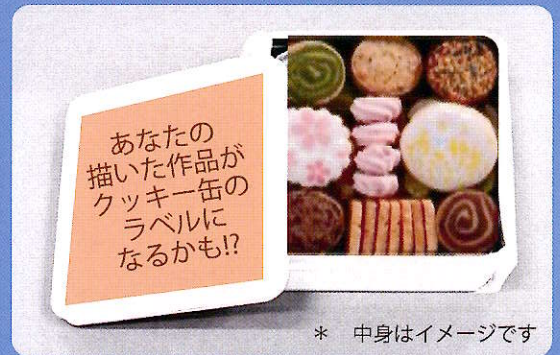 あなたの
描いた作品が
クッキー缶の
ラベルに
なるかも!?
＊ 中身はイメージです